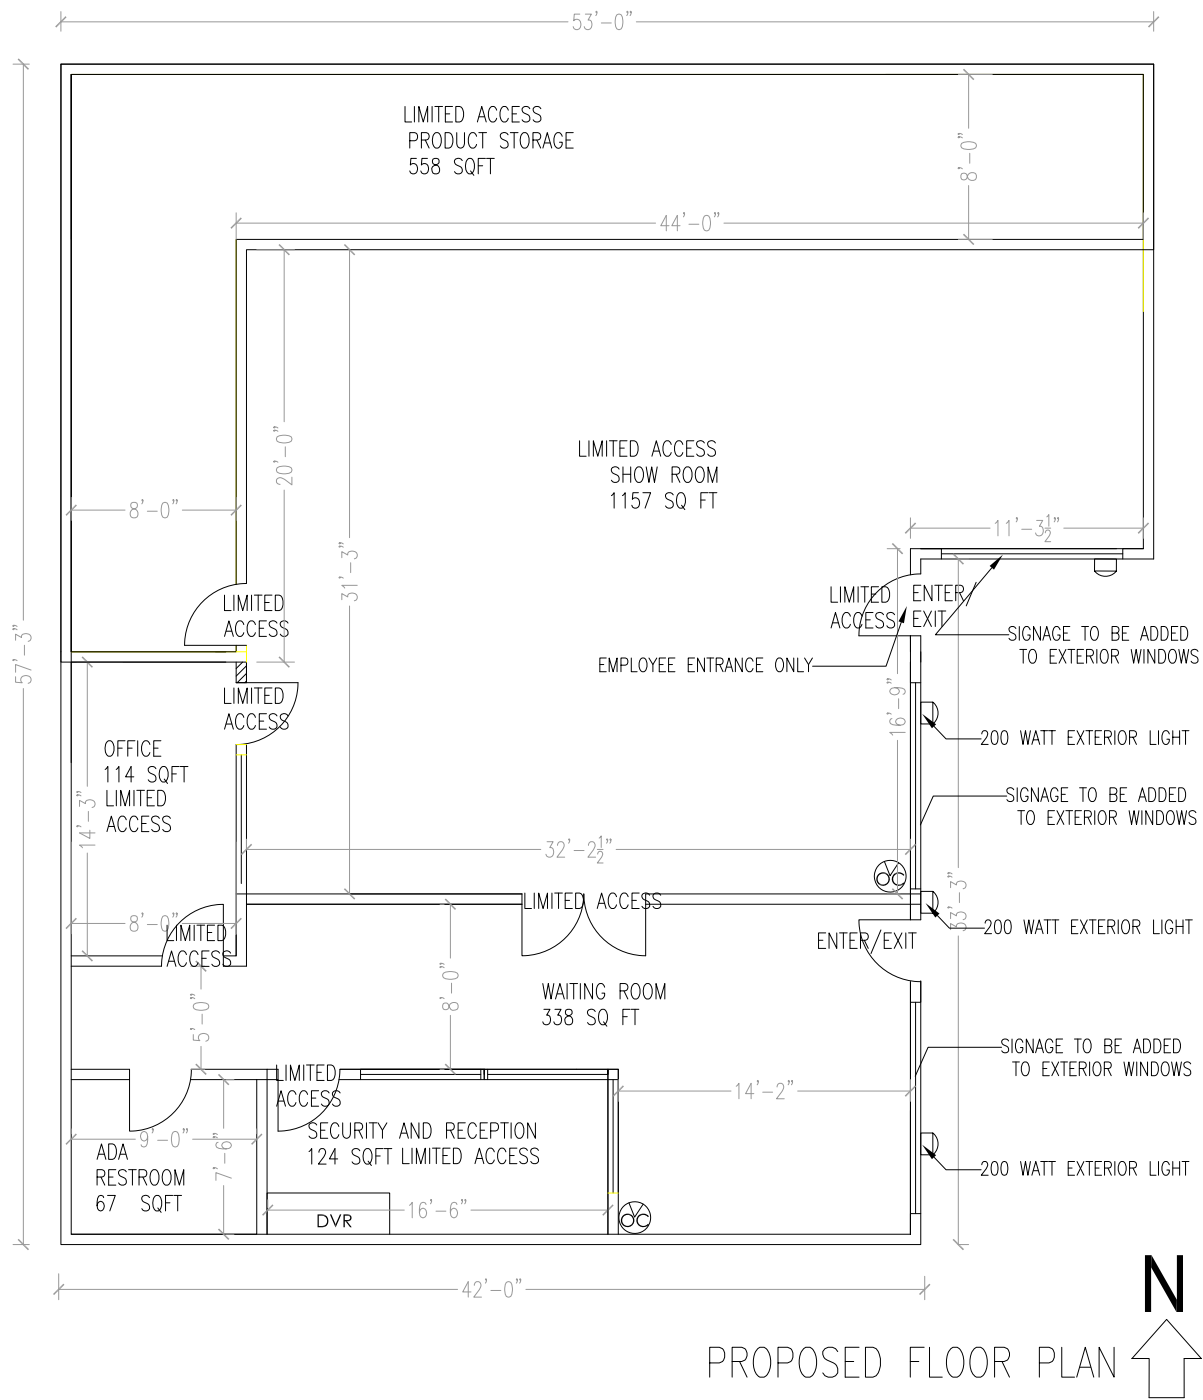 53'-0"
LIMITED ACCESS
PRODUCT STORAGE
558 SQFT
8'-0"
44'-0"
20'-0"
31'-3"
57'-3"
LIMITED ACCESS
SHOW ROOM
1157 SQ FT
8'-0"
11'-3½"
LIMITED
ACCESS
LIMITED
ACCESS
ENTER/
EXIT
SIGNAGE TO BE ADDED
TO EXTERIOR WINDOWS
EMPLOYEE ENTRANCE ONLY
16'-9"
LIMITED
ACCESS
200 WATT EXTERIOR LIGHT
OFFICE
114 SQFT
LIMITED
ACCESS
14'-3"
SIGNAGE TO BE ADDED
TO EXTERIOR WINDOWS
32'-2½"
LIMITED ACCESS
33'-3"
200 WATT EXTERIOR LIGHT
8'-0"
LIMITED
ACCESS
ENTER/EXIT
WAITING ROOM
338 SQ FT
8'-0"
5'-0"
SIGNAGE TO BE ADDED
TO EXTERIOR WINDOWS
LIMITED
ACCESS
14'-2"
SECURITY AND RECEPTION
124 SQFT LIMITED ACCESS
9'-0"
7'-6"
ADA
RESTROOM
67 SQFT
200 WATT EXTERIOR LIGHT
DVR
16'-6"
42'-0"
N
PROPOSED FLOOR PLAN